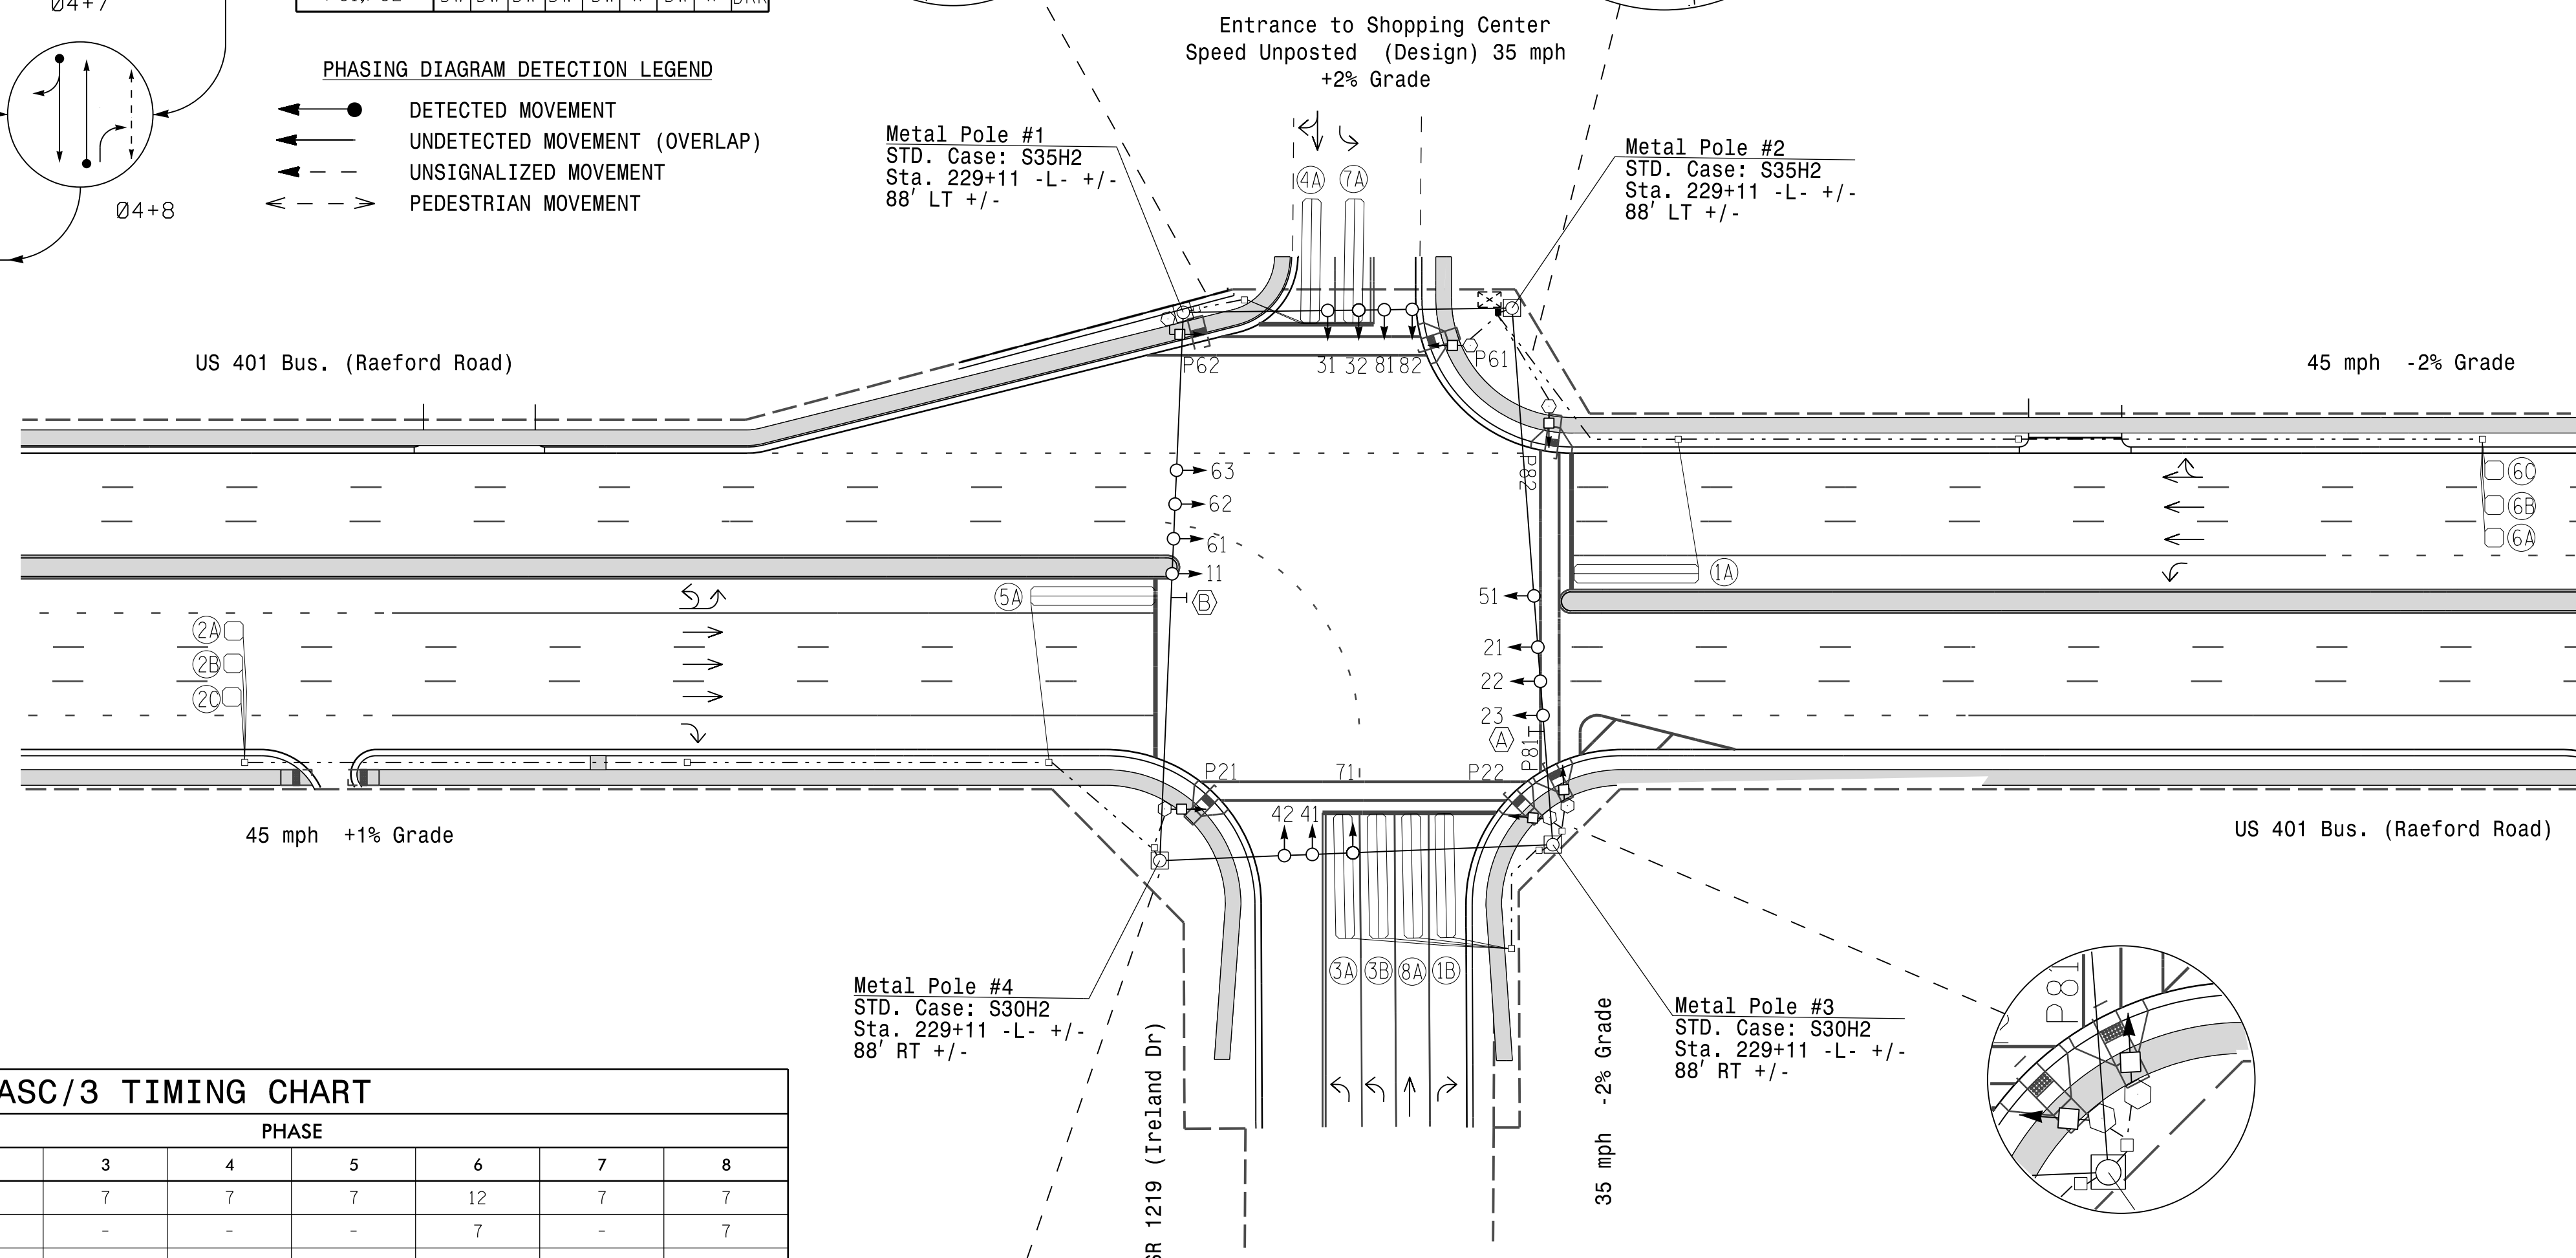 Ø4+7
PHASING DIAGRAM DETECTION LEGEND
DETECTED MOVEMENT
UNDETECTED MOVEMENT (OVERLAP)
UNSIGNALIZED MOVEMENT
PEDESTRIAN MOVEMENT
Ø4+8
Entrance to Shopping Center
Speed Unposted (Design) 35 mph
+2% Grade
Metal Pole #1
STD. Case: S35H2
Sta. 229+11 -L- +/-
88' LT +/-
Metal Pole #2
STD. Case: S35H2
Sta. 229+11 -L- +/-
88' LT +/-
4A 7A
US 401 Bus. (Raeford Road)
P62 31 32 81 82 P61
45 mph -2% Grade
63
62
61
11
B
P82
6C
6B
6A
1A
5A
51
21
22
23
A
P81
2A
2B
2C
P21 71 P22
42 41
45 mph +1% Grade
US 401 Bus. (Raeford Road)
3A 3B 8A 1B
Metal Pole #4
STD. Case: S30H2
Sta. 229+11 -L- +/-
88' RT +/-
Metal Pole #3
STD. Case: S30H2
Sta. 229+11 -L- +/-
88' RT +/-
SR 1219 (Ireland Dr)
35 mph -2% Grade
P81
ASC/3 TIMING CHART
PHASE
3 4 5 6 7 8
7 7 7 12 7 7
- - - 7 - 7